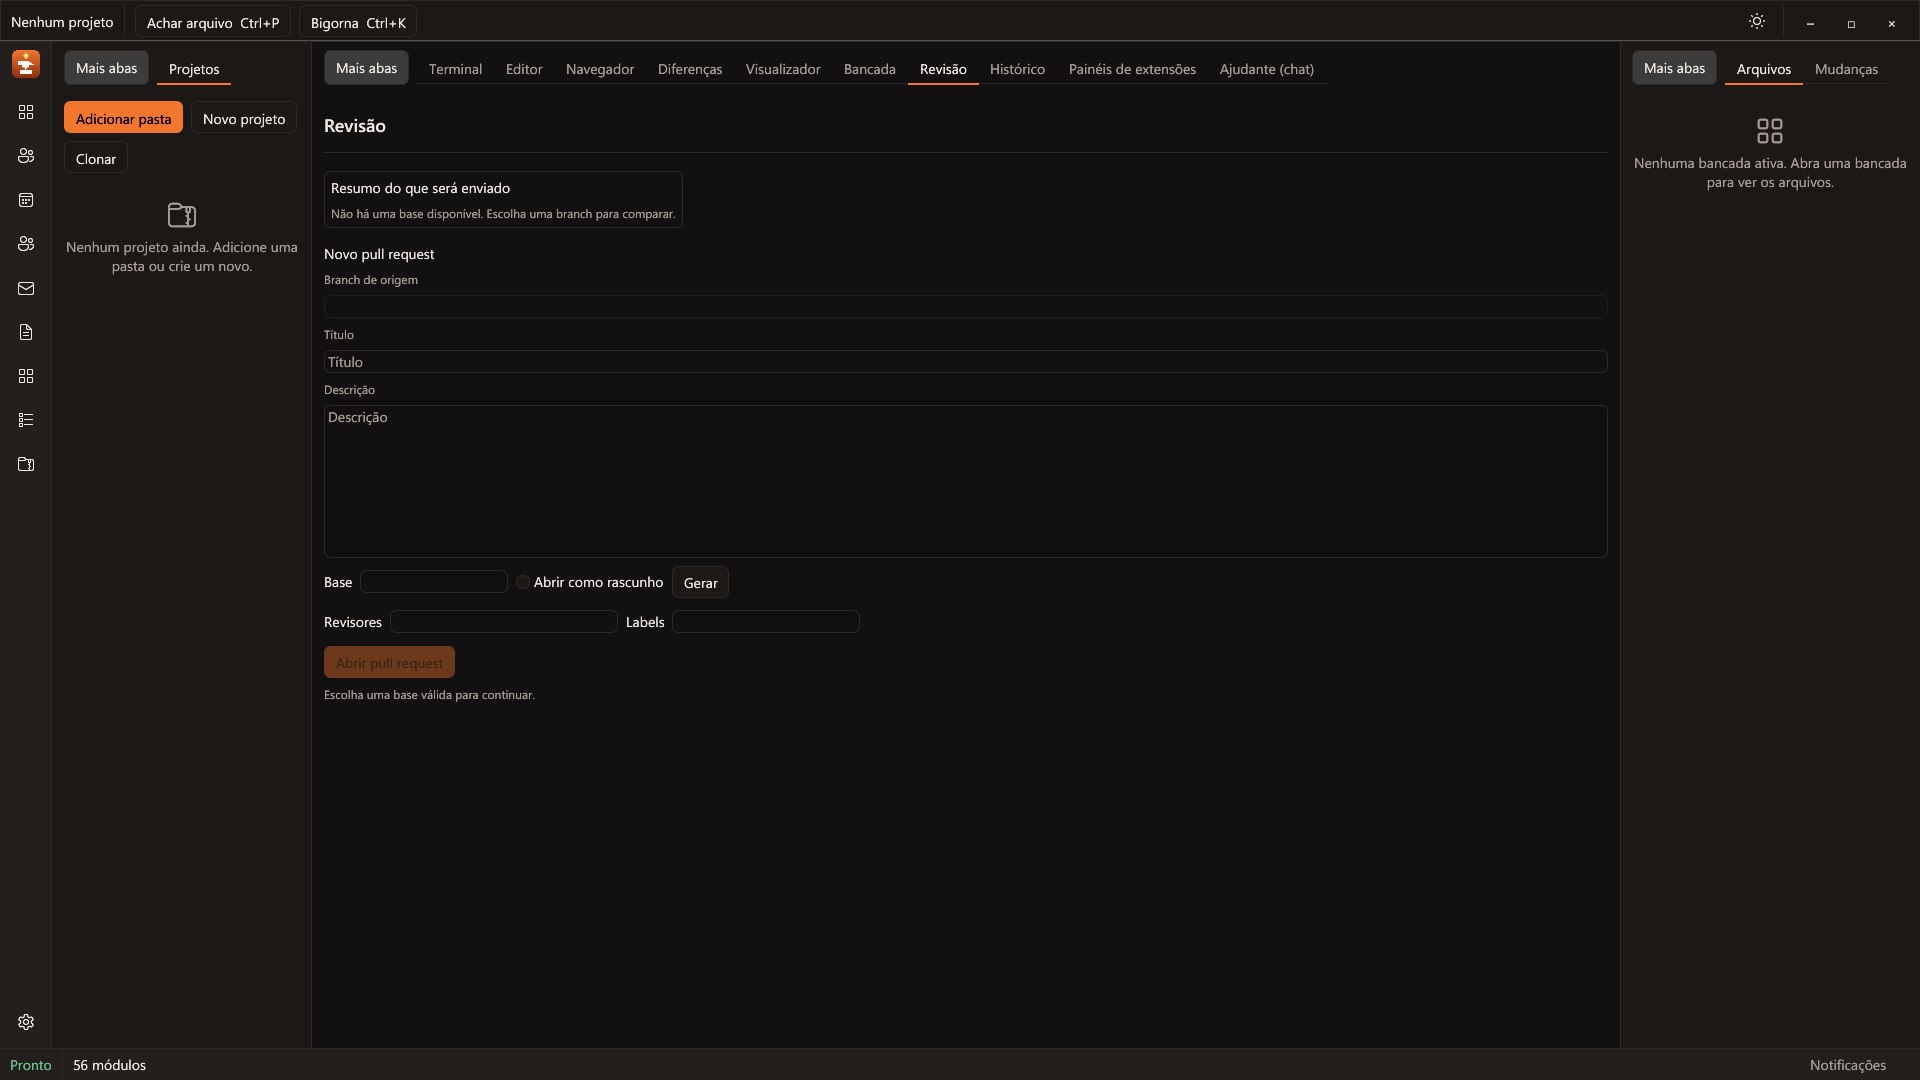 Nenhum projeto
Achar arquivo Ctrl+P
Bigorna Ctrl+K
Mais abas
Projetos
Adicionar pasta
Novo projeto
Clonar
Nenhum projeto ainda. Adicione uma
pasta ou crie um novo.
Mais abas
Terminal
Editor
Navegador
Diferenças
Visualizador
Bancada
Revisão
Histórico
Painéis de extensões
Ajudante (chat)
Revisão
Resumo do que será enviado
Não há uma base disponível. Escolha uma branch para comparar.
Novo pull request
Branch de origem
Título
Título
Descrição
Descrição
Base
Abrir como rascunho
Gerar
Revisores
Labels
Abrir pull request
Escolha uma base válida para continuar.
Mais abas
Arquivos
Mudanças
Nenhuma bancada ativa. Abra uma bancada
para ver os arquivos.
Pronto
56 módulos
Notificações